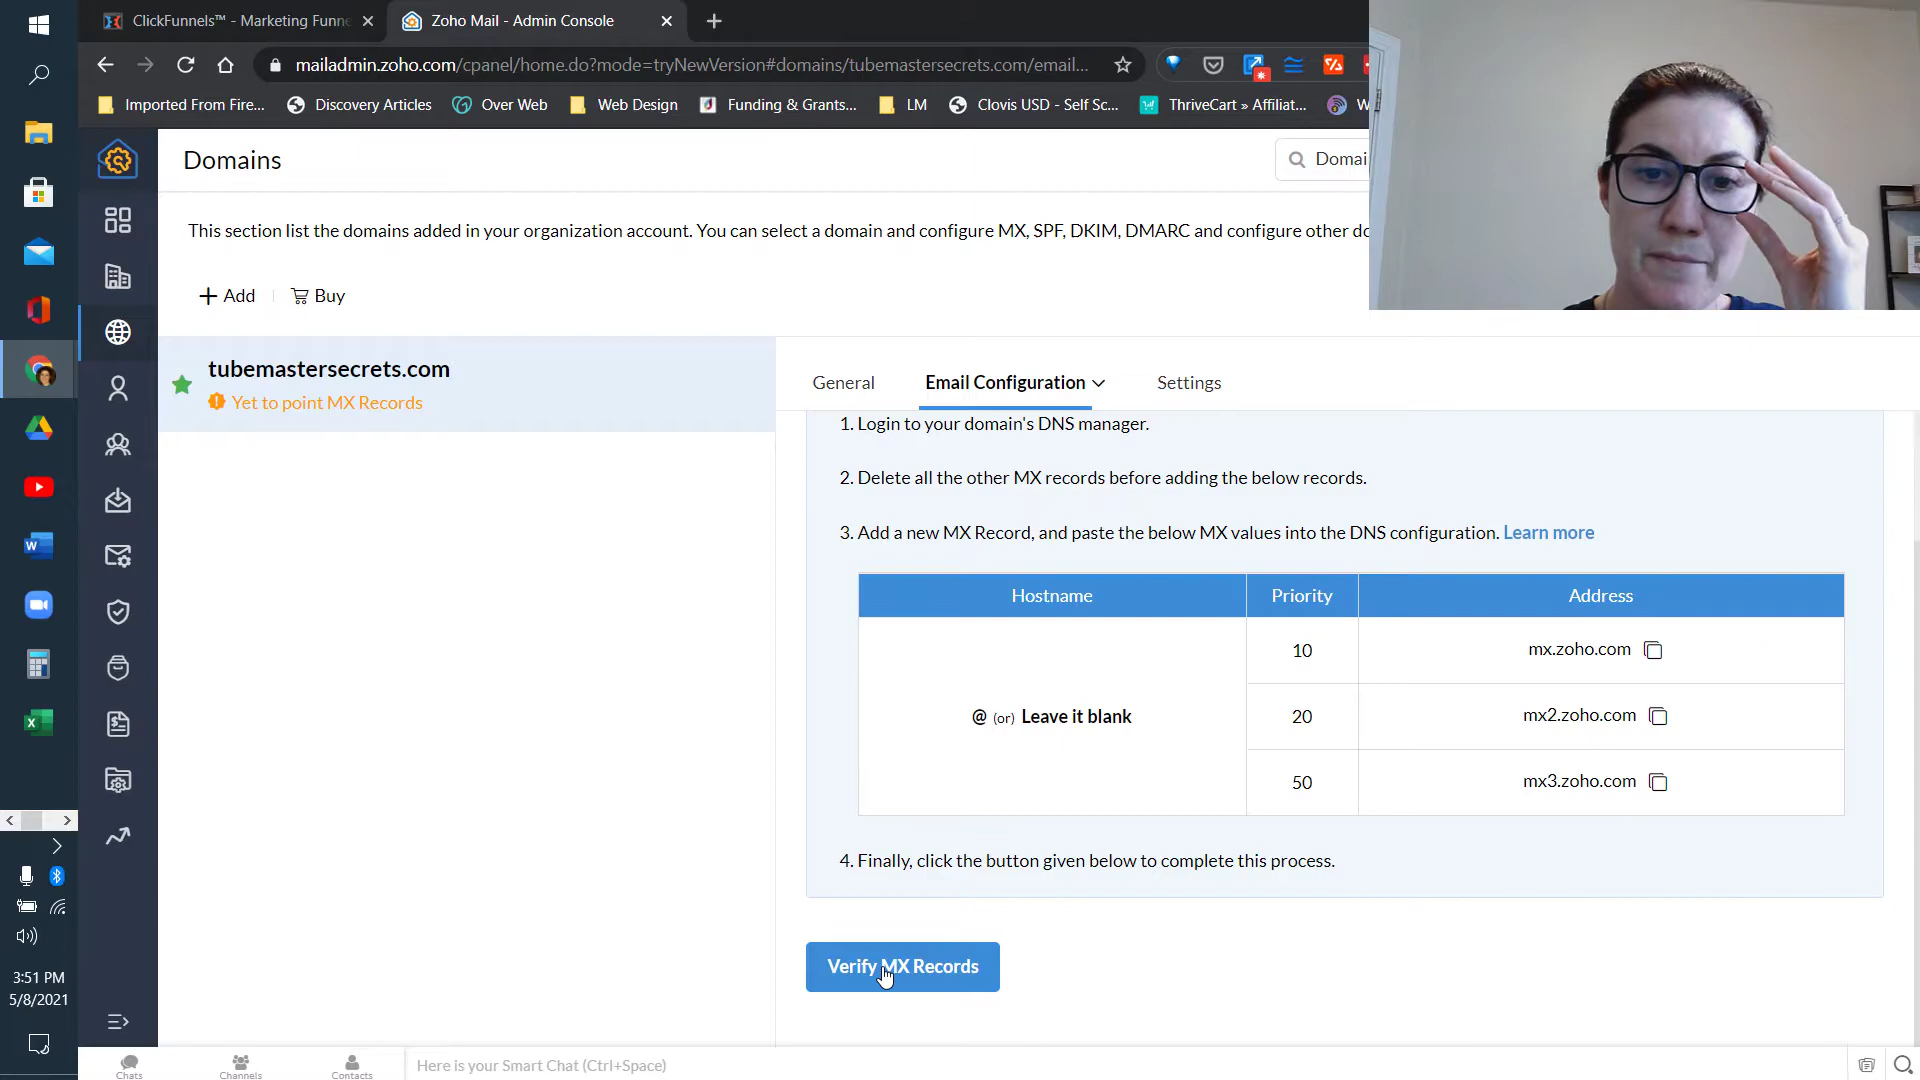 ClickFunnels™ - Marketing Funne
Zoho Mail - Admin Console
mailadmin.zoho.com/cpanel/home.do?mode=tryNewVersion#domains/tubemastersecrets.com/email...
Imported From Fire...
Discovery Articles
Over Web
Web Design
Funding & Grants...
LM
Clovis USD - Self Sc...
ThriveCart » Affiliat...
W
Domains
Domai
This section list the domains added in your organization account. You can select a domain and configure MX, SPF, DKIM, DMARC and configure other do
+ Add
Buy
tubemastersecrets.com
Yet to point MX Records
General
Email Configuration
Settings
1. Login to your domain's DNS manager.
2. Delete all the other MX records before adding the below records.
3. Add a new MX Record, and paste the below MX values into the DNS configuration. Learn more
Hostname Priority Address
10 mx.zoho.com
@ (or) Leave it blank 20 mx2.zoho.com
50 mx3.zoho.com
4. Finally, click the button given below to complete this process.
Verify MX Records
3:51 PM
5/8/2021
Chats
Channels
Contacts
Here is your Smart Chat (Ctrl+Space)